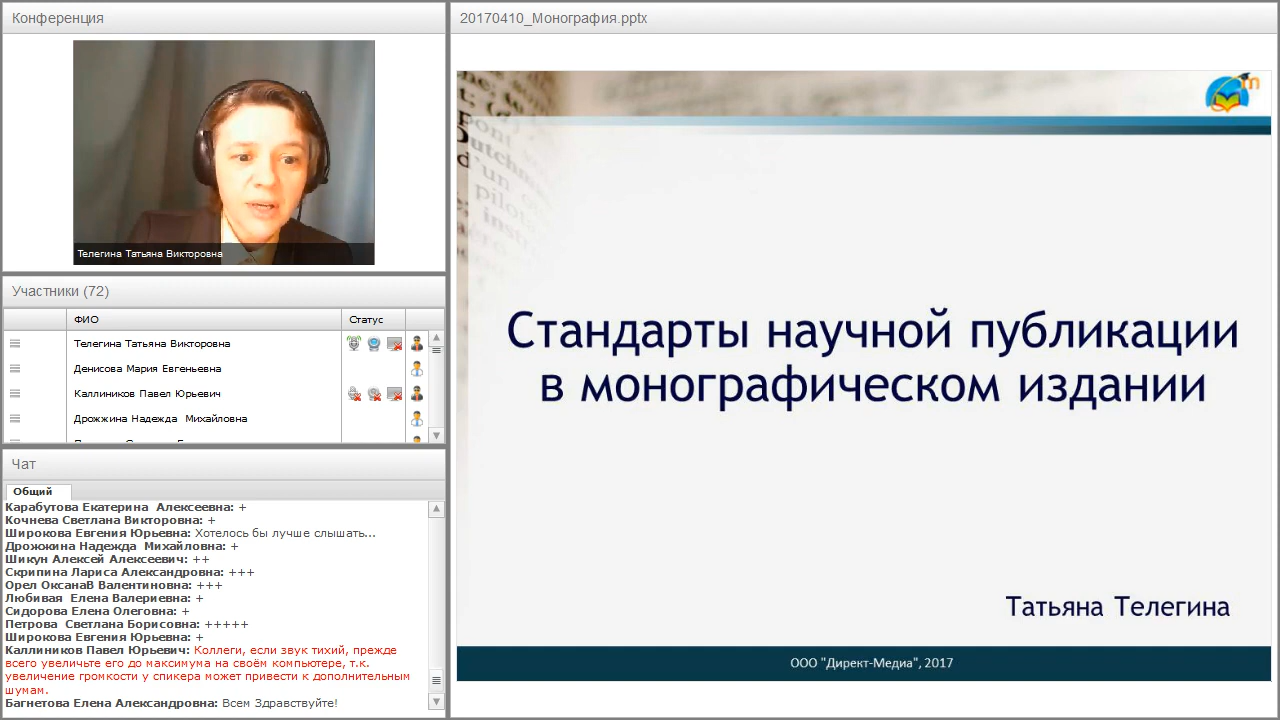 Конференция
Телегина Татьяна Викторовна
Участники (72)
ФИО
Статус
Телегина Татьяна Викторовна
Денисова Мария Евгеньевна
Каллиников Павел Юрьевич
Дрожжина Надежда  Михайловна
Чат
Общий
Карабутова Екатерина  Алексеевна: +
Кочнева Светлана Викторовна: +
Широкова Евгения Юрьевна: Хотелось бы лучше слышать...
Дрожжина Надежда  Михайловна: +
Шикун Алексей Алексеевич: ++
Скрипина Лариса Александровна: +++
Орел ОксанаВ Валентиновна: +++
Любивая  Елена Валериевна: +
Сидорова Елена Олеговна: +
Петрова  Светлана Борисовна: +++++
Широкова Евгения Юрьевна: +
Каллиников Павел Юрьевич: Коллеги, если звук тихий, прежде
всего увеличьте его до максимума на своём компьютере, т.к.
увеличение громкости у спикера может привести к дополнительным
шумам.
Багнетова Елена Александровна: Всем Здравствуйте!
20170410_Монография.pptx
Dutchn
d'un
pilot
Стандарты научной публикации
в монографическом издании
Татьяна Телегина
ООО "Директ-Медиа", 2017